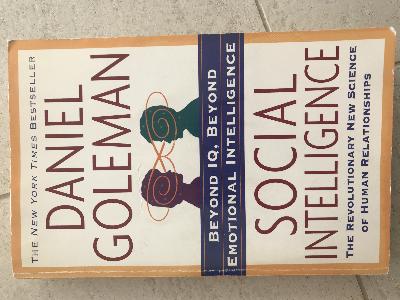 THE NEW YORK TIMES BESTSELLER
DANIEL
GOLEMAN
BEYOND IQ, BEYOND
EMOTIONAL INTELLIGENCE
SOCIAL
INTELLIGENCE
THE REVOLUTIONARY NEW SCIENCE
OF HUMAN RELATIONSHIPS